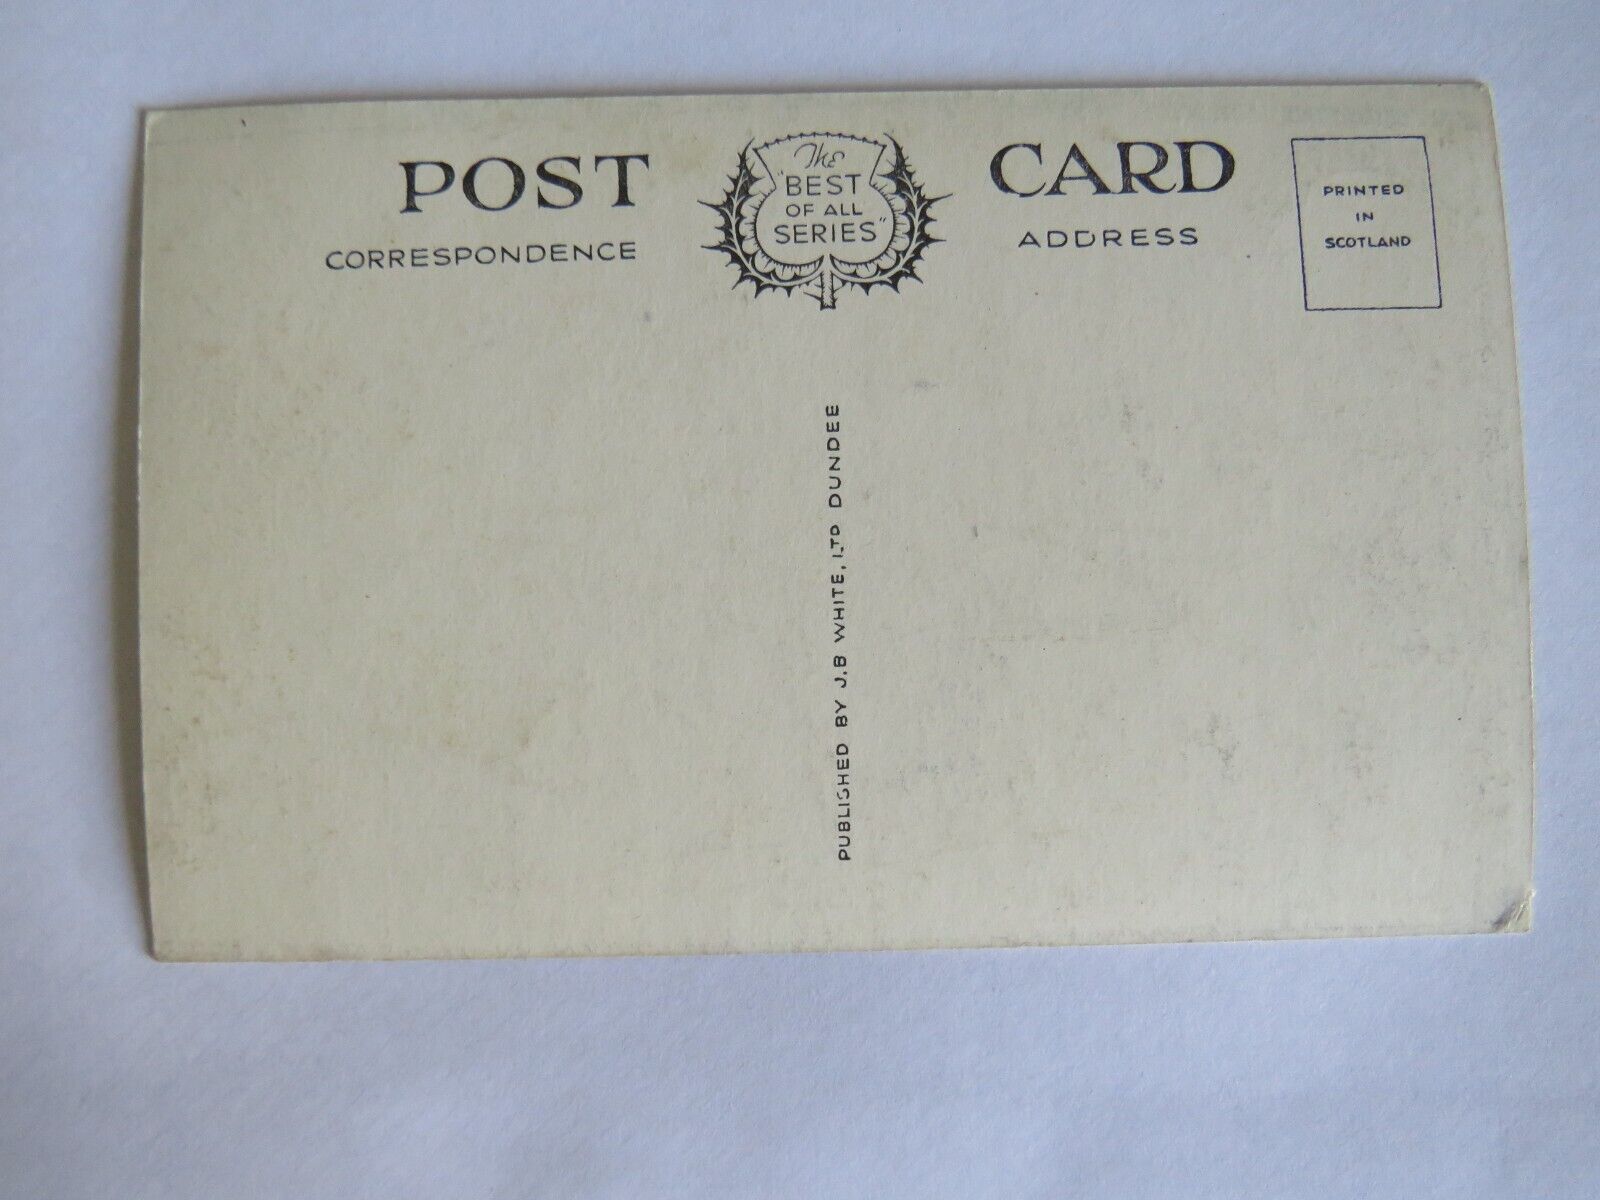 POST CARD
The
"BEST
OF ALL
SERIES"
CORRESPONDENCE
ADDRESS
PRINTED
IN
SCOTLAND
PUBLISHED BY J.B WHITE, LTD DUNDEE